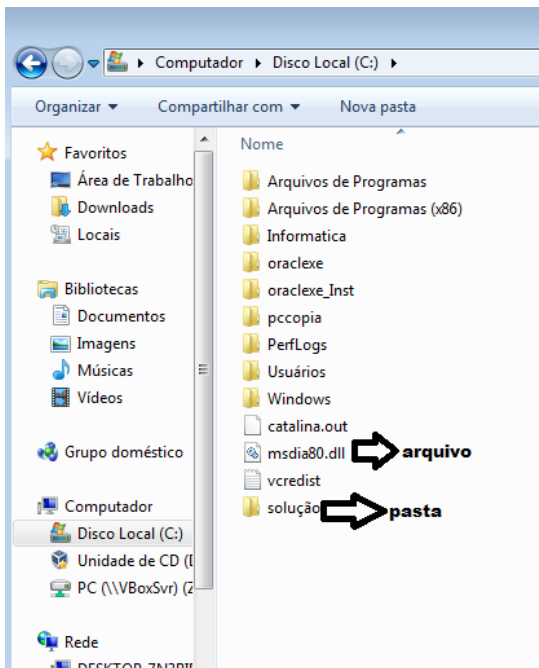 Computador Disco Local (C:)
Organizar Compartilhar com Nova pasta
Favoritos
Área de Trabalho
Downloads
Locais
Bibliotecas
Documentos
Imagens
Músicas
Vídeos
Grupo doméstico
Computador
Disco Local (C:)
Unidade de CD (
PC (\\VBoxSvr) (Z
Rede
Nome
Arquivos de Programas
Arquivos de Programas (x86)
Informatica
oraclexe
oraclexe_Inst
pccopia
PerfLogs
Usuários
Windows
catalina.out
msdia80.dll arquivo
vcredist
solução pasta